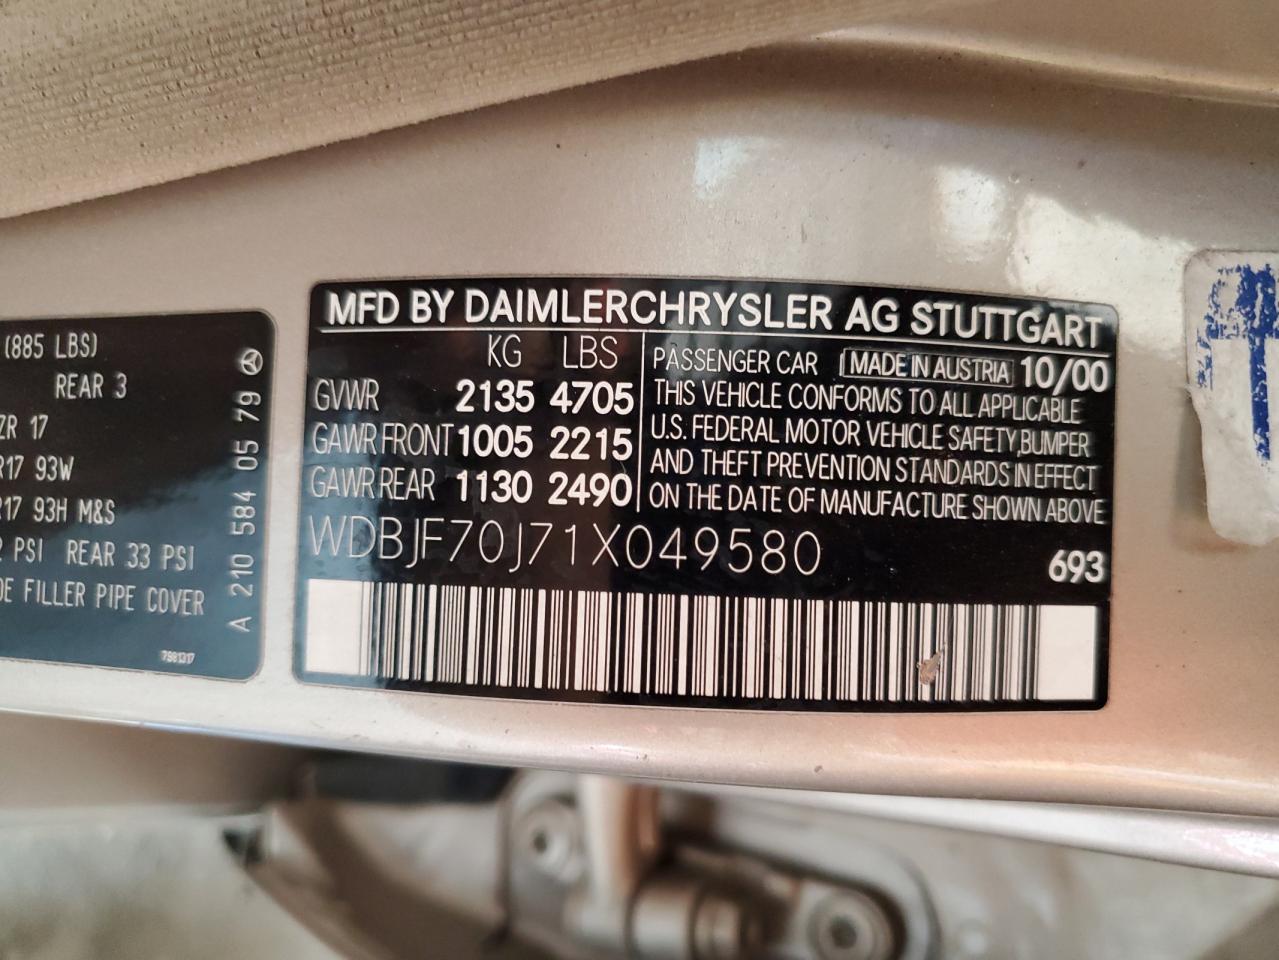 (885 LBS)
REAR 3
ZR 17
R17 93W
R17 93H M&S
PSI REAR 33 PSI
DE FILLER PIPE COVER
A 210 584 05 79
7981317
MFD BY DAIMLERCHRYSLER AG STUTTGART
KG LBS
GVWR 2135 4705
GAWR FRONT 1005 2215
GAWR REAR 1130 2490
PASSENGER CAR MADE IN AUSTRIA 10/00
THIS VEHICLE CONFORMS TO ALL APPLICABLE
U.S. FEDERAL MOTOR VEHICLE SAFETY, BUMPER
AND THEFT PREVENTION STANDARDS IN EFFECT
ON THE DATE OF MANUFACTURE SHOWN ABOVE
WDBJF70J71X049580
693